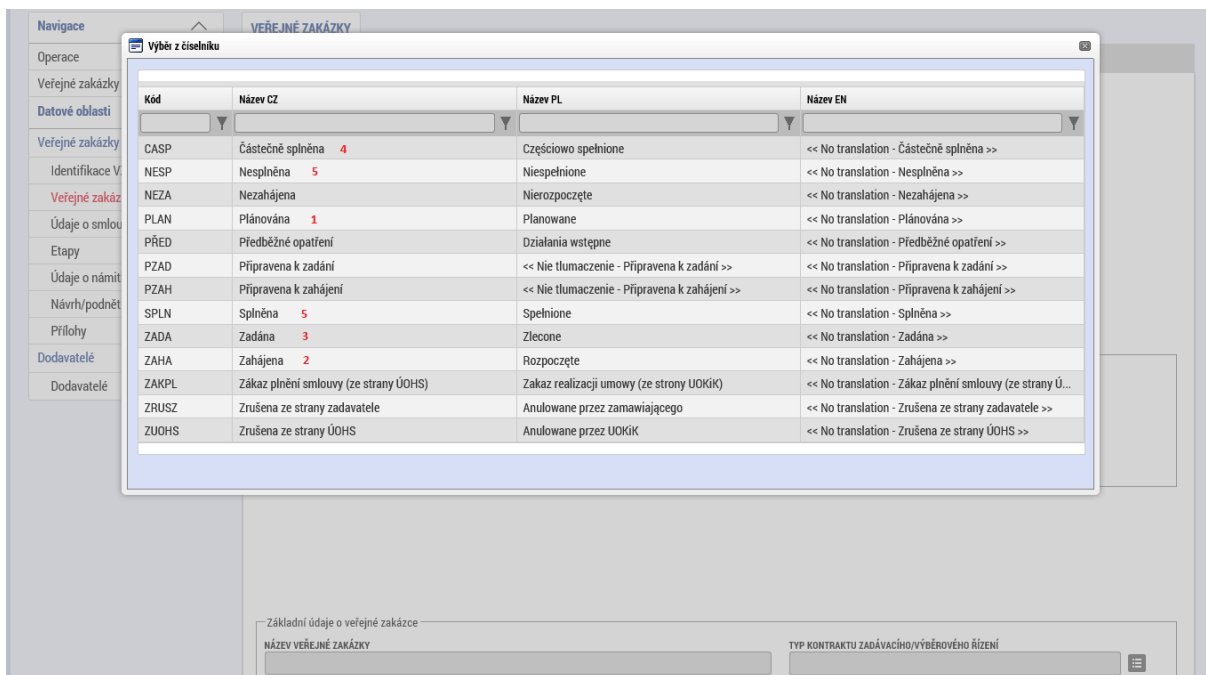 Navigace
VEŘEJNÉ ZAKÁZKY
Výběr z číselníku
Operace
Veřejné zakázky
Datové oblasti
Veřejné zakázky
Identifikace V
Veřejné zakáz
Údaje o smlou
Etapy
Údaje o námit
Návrh/podnět
Přílohy
Dodavatelé
Dodavatelé
Kód Název CZ Název PL Název EN
CASP Částečně splněna 4 Częściowo spełnione << No translation - Částečně splněna >>
NESP Nesplněna 5 Niespełnione << No translation - Nesplněna >>
NEZA Nezahájena Nierozpoczęte << No translation - Nezahájena >>
PLAN Plánována 1 Planowane << No translation - Plánována >>
PŘED Předběžné opatření Działania wstępne << No translation - Předběžné opatření >>
PZAD Připravena k zadání << Nie tlumaczenie - Připravena k zadání >> << No translation - Připravena k zadání >>
PZAH Připravena k zahájení << Nie tlumaczenie - Připravena k zahájení >> << No translation - Připravena k zahájení >>
SPLN Splněna 5 Spełnione << No translation - Splněna >>
ZADA Zadána 3 Zlecone << No translation - Zadána >>
ZAHA Zahájena 2 Rozpoczęte << No translation - Zahájena >>
ZAKPL Zákaz plnění smlouvy (ze strany ÚOHS) Zakaz realizacji umowy (ze strony UOKiK) << No translation - Zákaz plnění smlouvy (ze strany Ú...
ZRUSZ Zrušena ze strany zadavatele Anulowane przez zamawiającego << No translation - Zrušena ze strany zadavatele >>
ZUOHS Zrušena ze strany ÚOHS Anulowane przez UOKiK << No translation - Zrušena ze strany ÚOHS >>
Základní údaje o veřejné zakázce
NÁZEV VEŘEJNÉ ZAKÁZKY TYP KONTRAKTU ZADÁVACÍHO/VÝBĚROVÉHO ŘÍZENÍ